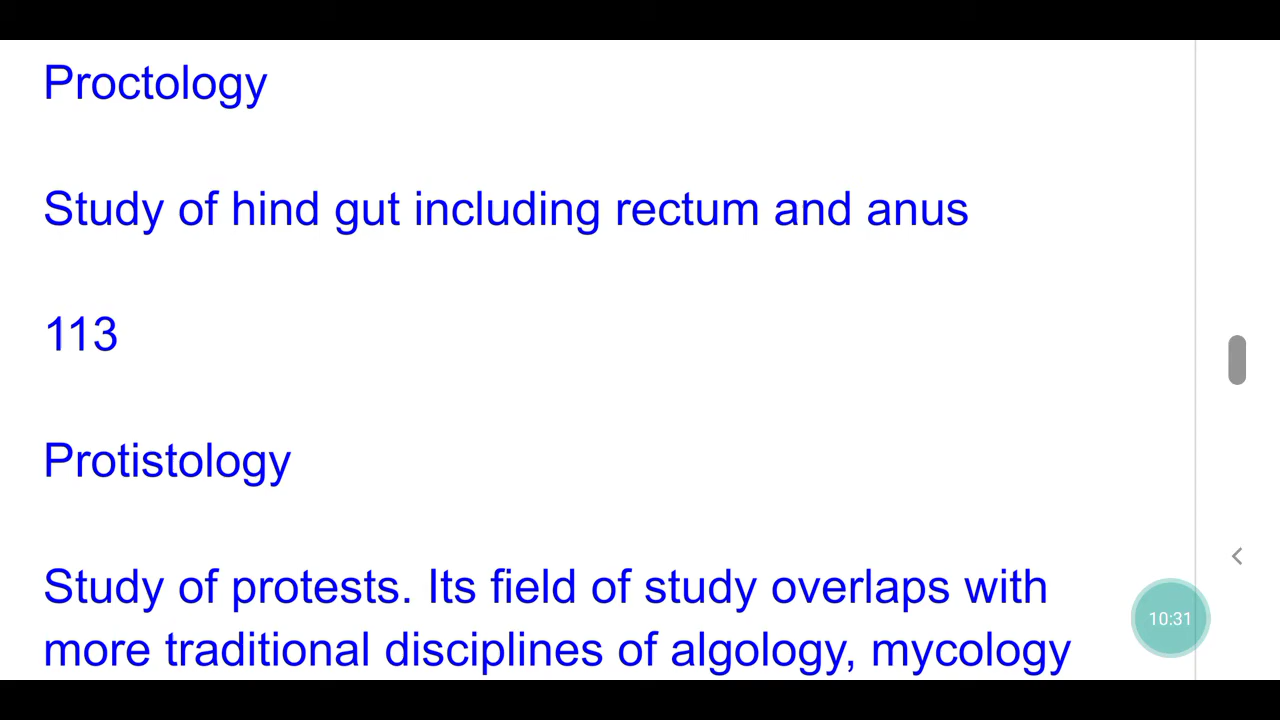 Proctology
Study of hind gut including rectum and anus
113
Protistology
Study of protests. Its field of study overlaps with
more traditional disciplines of algology, mycology
10:31